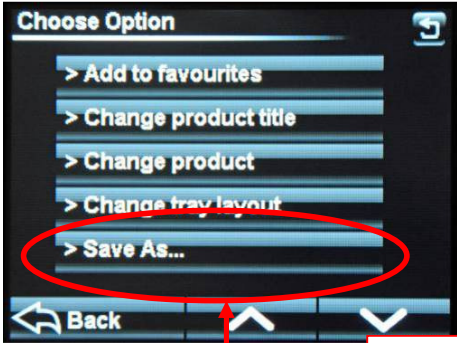 Choose Option
> Add to favourites
> Change product title
> Change product
> Change tray layout
> Save As...
Back